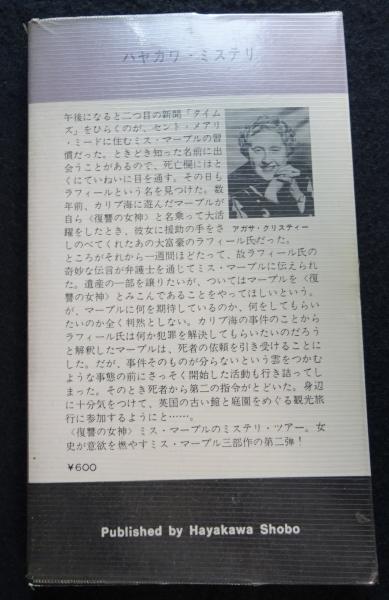 ハヤカワ・ミステリ
午後になると二つ目の新聞「タイム
ズ」をひらくのが、セント・メアリ
・ミードに住むミス・マープルの習
慣だった。ときどき知った名前に出
会うことがあるので、死亡欄にはと
くにていねいに目を通す。その日も
ラフィールという名を見つけた。数
年前、カリブ海に遊んだマープルが
自ら〈復讐の女神〉と名乗って大活
躍をしたとき、彼女に援助の手をさ
アガサ・クリスティー
しのべてくれたあの大富豪のラフィール氏だった。
ところがそれから一週間ほどたって、故ラフィール氏の
奇妙な伝言が弁護士を通じてミス・マープルに伝えられ
た。遺産の一部を譲りたいが、ついてはマープルを〈復
讐の女神〉とみこんであることをやってほしいという。
が、マープルに何を期待しているのか、何をしてもらい
たいのか全く判然としない。カリブ海の事件のことから
ラフィール氏は何か犯罪を解決してもらいたいのだろう
と解釈したマープルは、死者の依頼を引き受けることに
した。だが、事件そのものが分らないという雲をつかむ
ような事態の前にさっそく開始した活動も行き詰ってし
まった。そのとき死者から第二の指令がとどいた。身辺
に十分気をつけて、英国の古い館と庭園をめぐる観光旅
行に参加するようにと……。
〈復讐の女神〉ミス・マープルのミステリ・ツアー。女
史が意欲を燃やすミス・マープル三部作の第二弾！
¥600
Published by Hayakawa Shobo